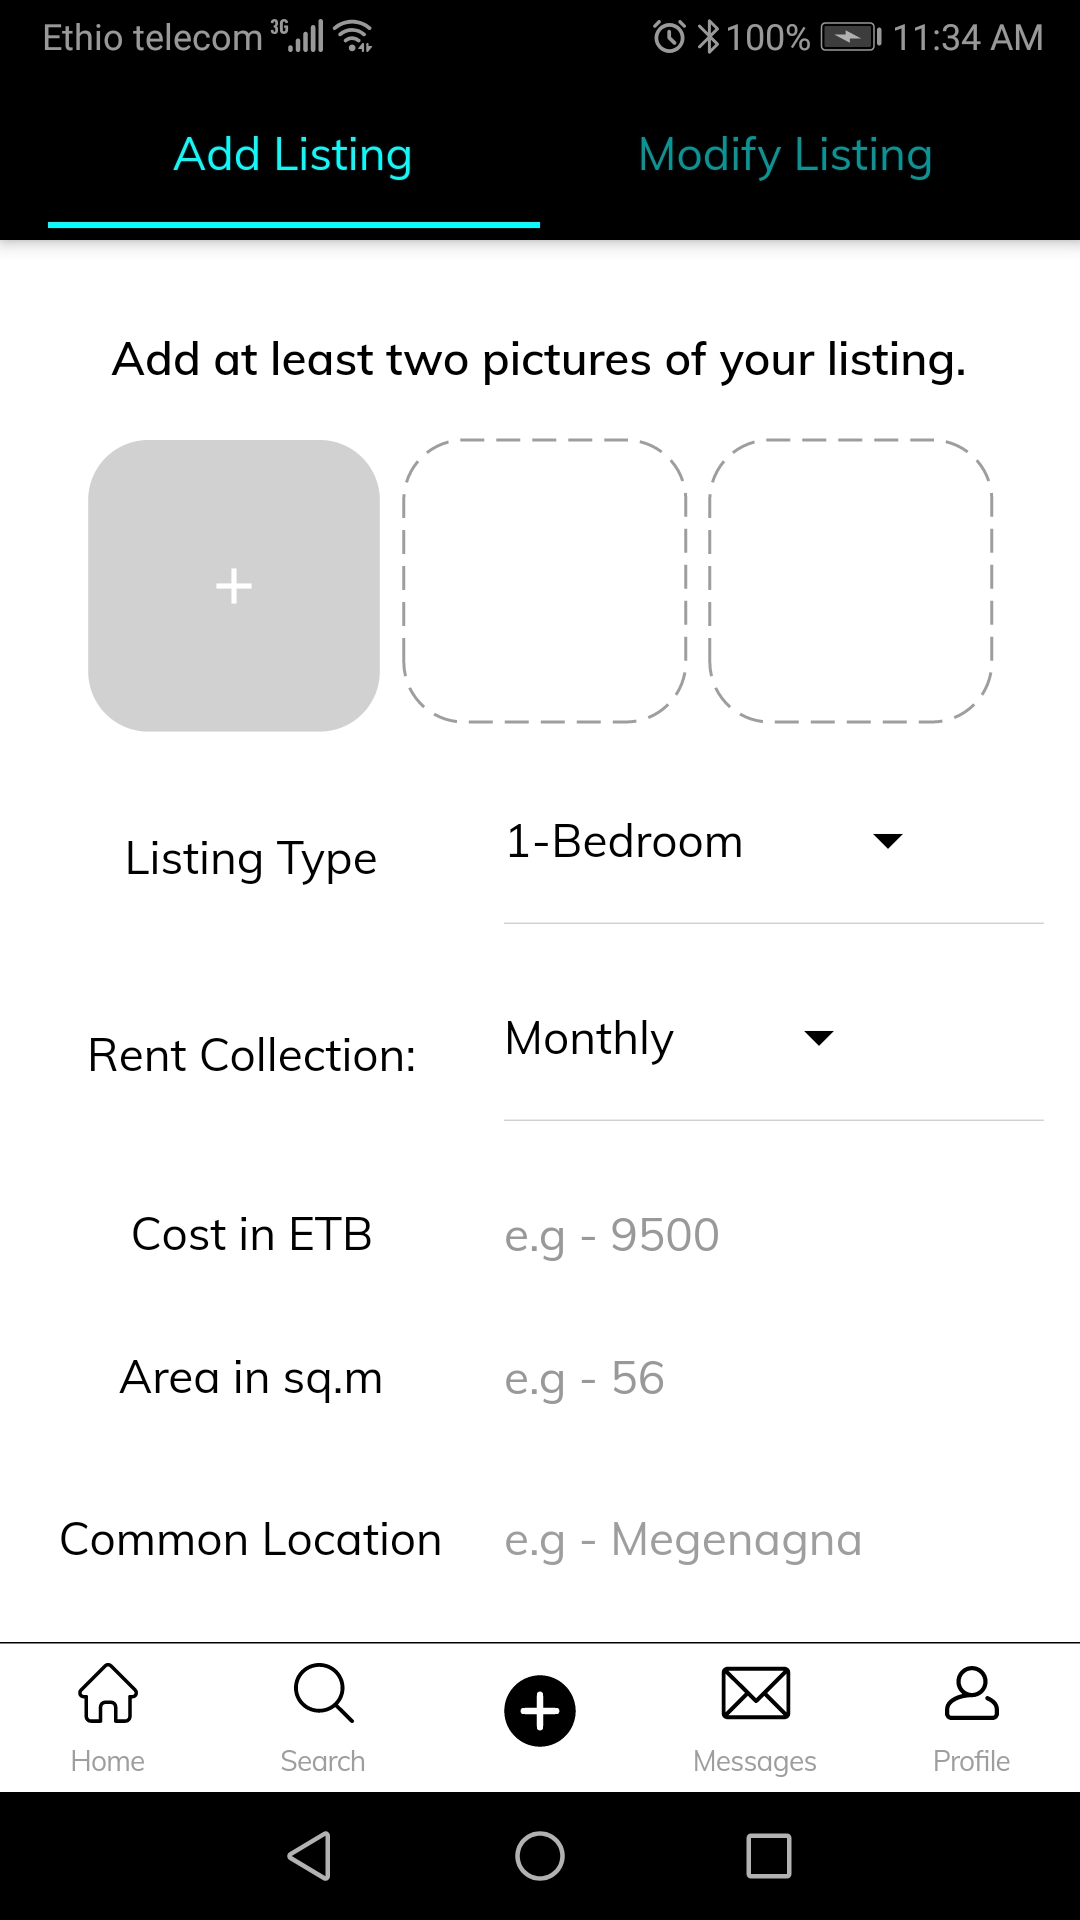 Ethio telecom 3G 100% 11:34 AM
Add Listing Modify Listing
Add at least two pictures of your listing.
+
Listing Type 1-Bedroom
Rent Collection: Monthly
Cost in ETB e.g - 9500
Area in sq.m e.g - 56
Common Location e.g - Megenagna
Home Search Messages Profile